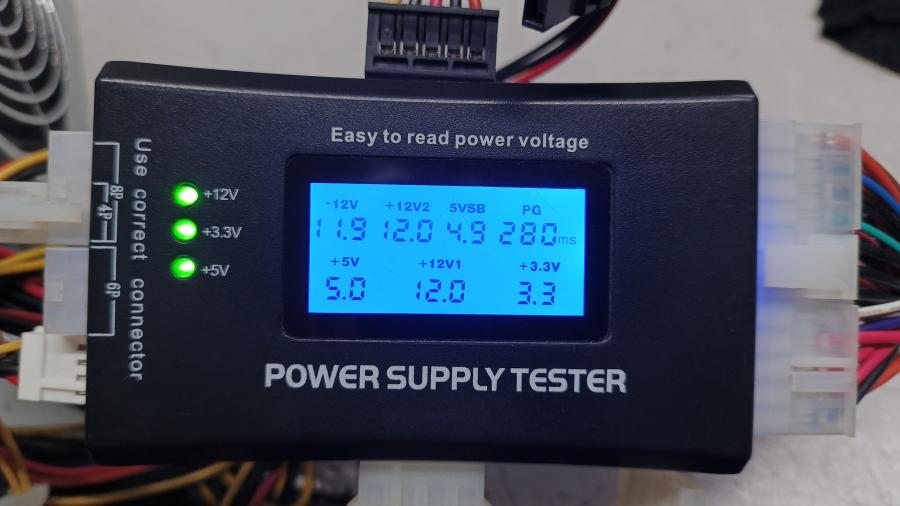 Easy to read power voltage
Use correct connector
8P
4P
6P
+12V
+3.3V
+5V
-12V +12V2 5VSB PG
11.9 12.0 4.9 280ms
+5V +12V1 +3.3V
5.0 12.0 3.3
POWER SUPPLY TESTER